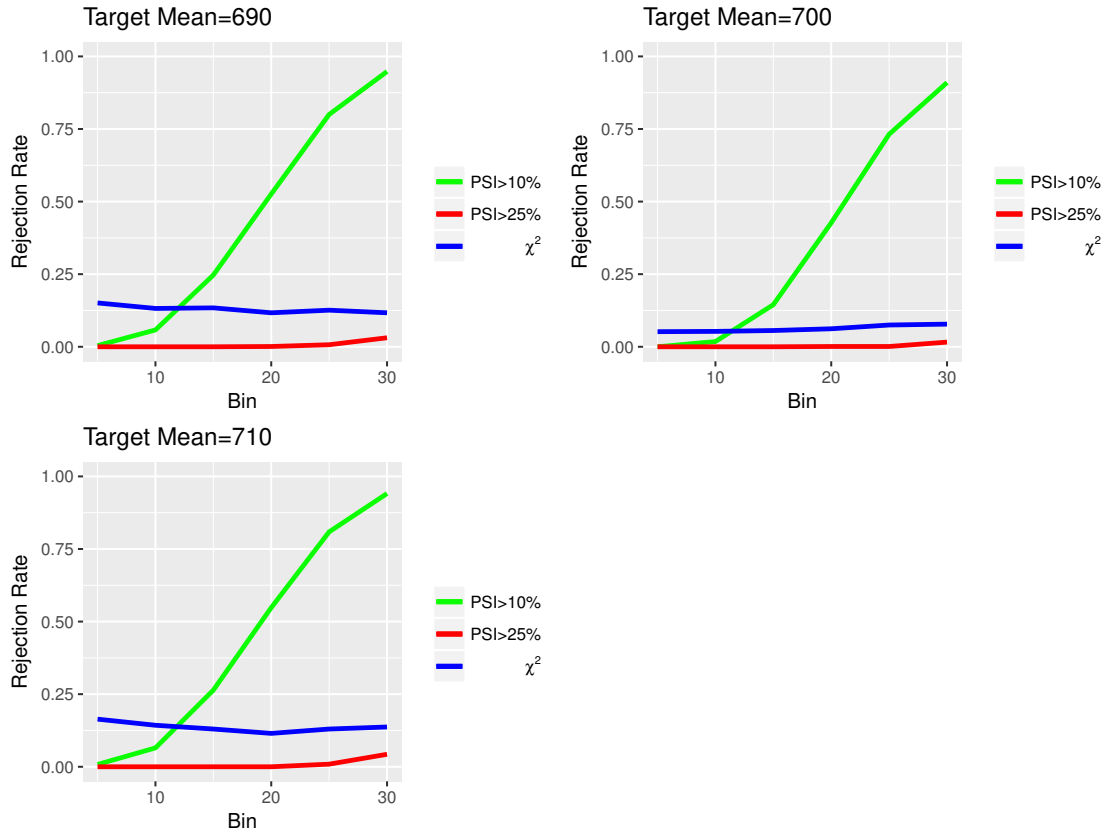 Target Mean=690
1.00
0.75
0.50
0.25
0.00
10
20
30
Bin
Rejection Rate
PSI>10%
PSI>25%
χ²
Target Mean=700
1.00
0.75
0.50
0.25
0.00
10
20
30
Bin
Rejection Rate
PSI>10%
PSI>25%
χ²
Target Mean=710
1.00
0.75
0.50
0.25
0.00
10
20
30
Bin
Rejection Rate
PSI>10%
PSI>25%
χ²